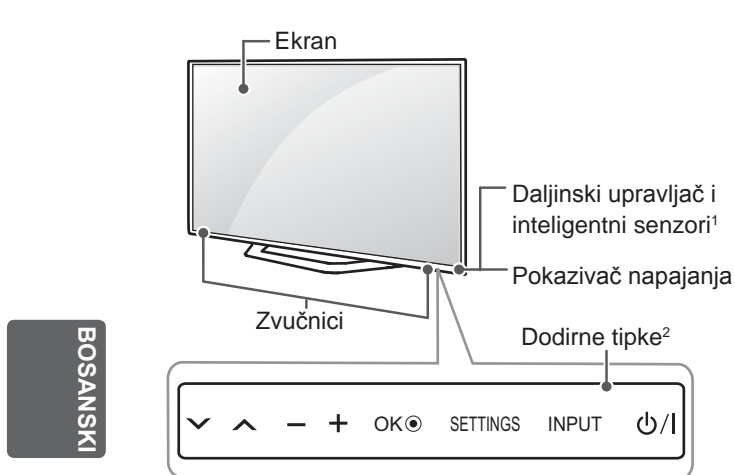 Ekran
Daljinski upravljač i
inteligentni senzori¹
Pokazivač napajanja
Zvučnici
Dodirne tipke²
BOSANSKI
OK SETTINGS INPUT